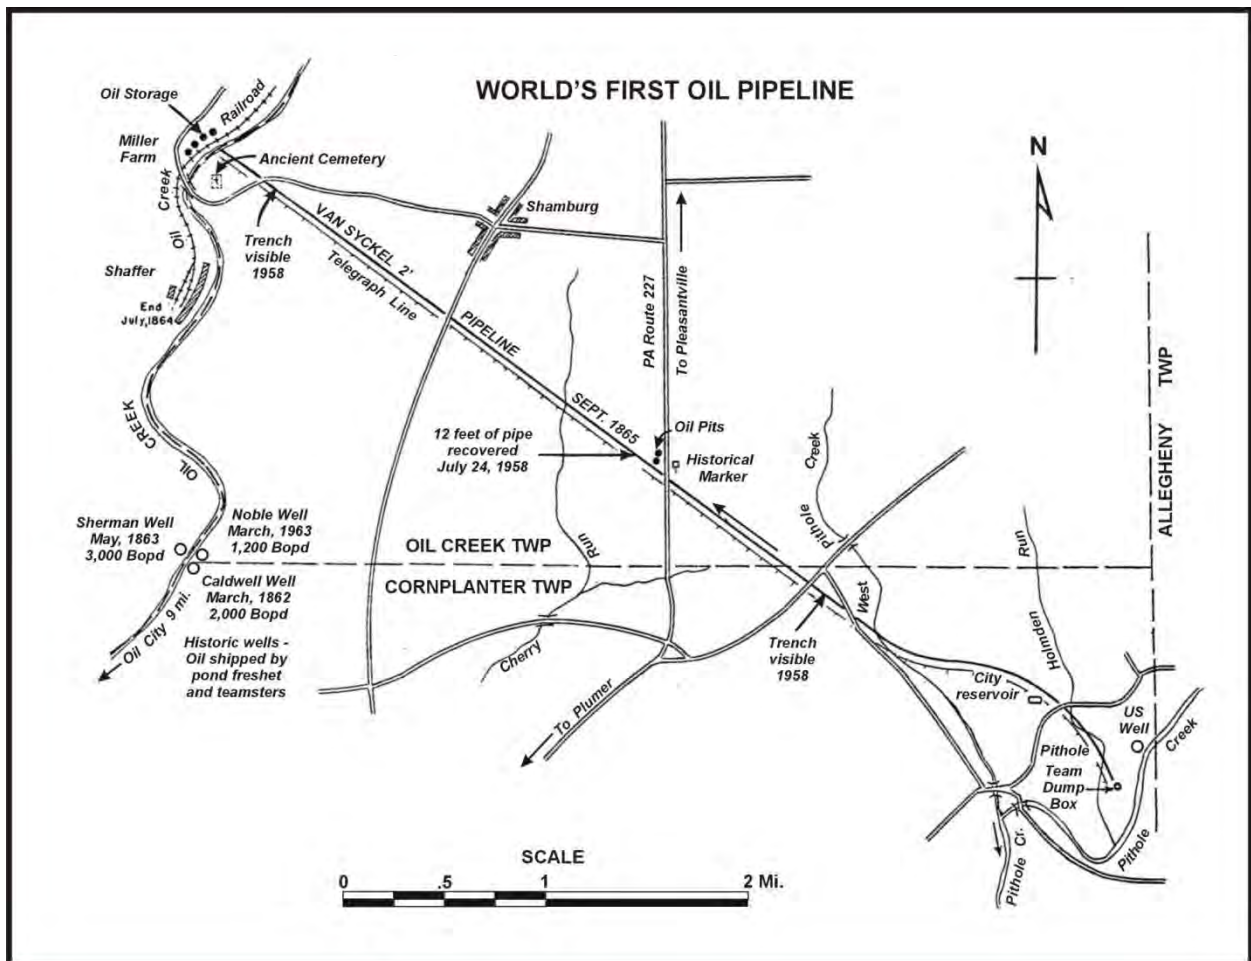 WORLD'S FIRST OIL PIPELINE
Oil Storage
Railroad
Miller
Farm
Ancient Cemetery
N
Creek
Oil
Shamburg
Trench
visible
1958
VAN SYCKEL 2'
Telegraph Line
PIPELINE
SEPT. 1865
Shaffer
End
July, 1864
PA Route 227
To Pleasantville
ALLEGHENY TWP
OIL CREEK
12 feet of pipe
recovered
July 24, 1958
Oil Pits
Historical
Marker
West Pithole Creek
Sherman Well
May, 1863
3,000 Bopd
Noble Well
March, 1963
1,200 Bopd
Caldwell Well
March, 1862
2,000 Bopd
OIL CREEK TWP
CORNPLANTER TWP
Cherry Run
Holmden Run
Oil City 9 mi.
Historic wells -
Oil shipped by
pond freshet
and teamsters
Trench
visible
1958
To Plumer
City
reservoir
US
Well
Pithole
Team
Dump
Box
Pithole Creek
Pithole Cr.
SCALE
0 .5 1 2 Mi.